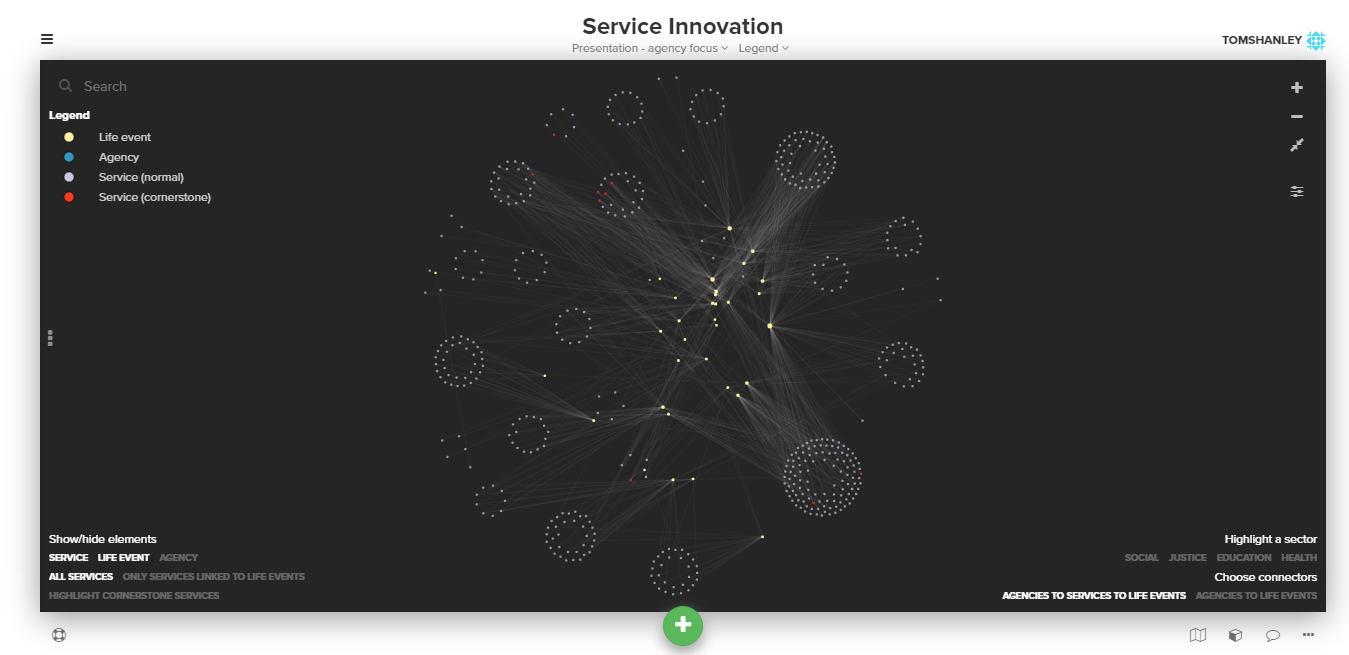 Service Innovation
Presentation - agency focus Legend
TOMSHANLEY
Search
Legend
Life event
Agency
Service (normal)
Service (cornerstone)
Show/hide elements
SERVICE LIFE EVENT AGENCY
ALL SERVICES ONLY SERVICES LINKED TO LIFE EVENTS
HIGHLIGHT CORNERSTONE SERVICES
Highlight a sector
SOCIAL JUSTICE EDUCATION HEALTH
Choose connectors
AGENCIES TO SERVICES TO LIFE EVENTS AGENCIES TO LIFE EVENTS